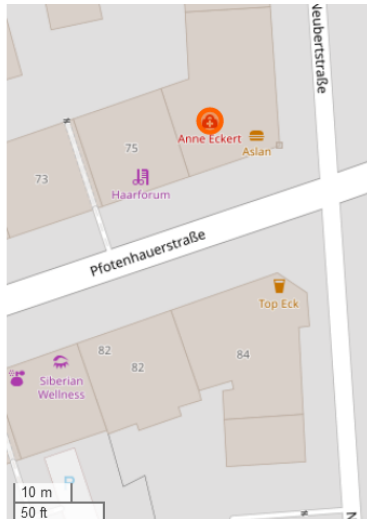 Neubertstraße
Anne Eckert
Aslan
75
73
Haarforum
Pfotenhauerstraße
Top Eck
82
82
84
Siberian
Wellness
10 m
50 ft
N